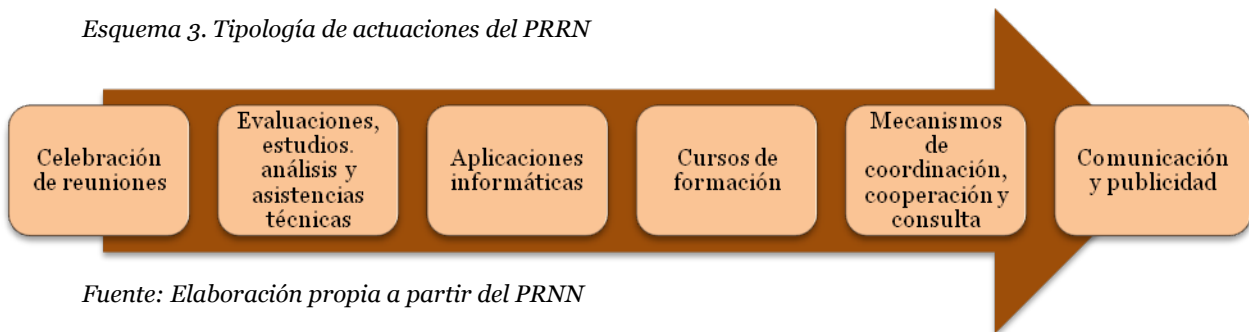 Esquema 3. Tipología de actuaciones del PRRN
Celebración
de reuniones
Evaluaciones,
estudios.
análisis y
asistencias
técnicas
Aplicaciones
informáticas
Cursos de
formación
Mecanismos
de
coordinación,
cooperación y
consulta
Comunicación
y publicidad
Fuente: Elaboración propia a partir del PRNN